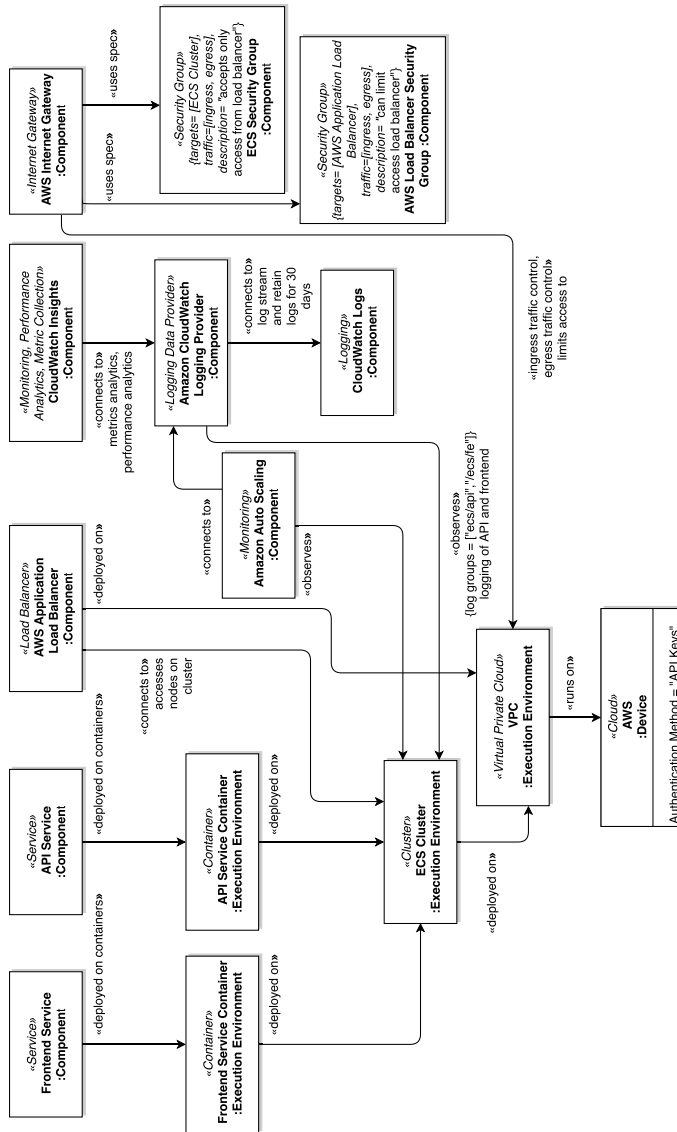 «Service»
Frontend Service
:Component
«Service»
API Service
:Component
«Load Balancer»
AWS Application
Load Balancer
:Component
«Monitoring, Performance
Analytics, Metric Collection»
CloudWatch Insights
:Component
«Internet Gateway»
AWS Internet Gateway
:Component
«deployed on containers»
«deployed on containers»
«deployed on»
«connects to»
metrics analytics,
performance analytics
«uses spec»
«uses spec»
«connects to»
accesses
nodes on
cluster
«Container»
Frontend Service Container
:Execution Environment
«Container»
API Service Container
:Execution Environment
«connects to»
«Logging Data Provider»
Amazon CloudWatch
Logging Provider
:Component
«Security Group»
{targets= [ECS Cluster],
traffic=[ingress, egress],
description= "accepts only
access from load balancer"}
ECS Security Group
:Component
«Monitoring»
Amazon Auto Scaling
:Component
«connects to»
log stream
and retain
logs for 30
days
«deployed on»
«deployed on»
«observes»
«Logging»
CloudWatch Logs
:Component
«Security Group»
{targets= [AWS Application Load
Balancer],
traffic=[ingress, egress],
description= "can limit
access load balancer"}
AWS Load Balancer Security
Group :Component
«Cluster»
ECS Cluster
:Execution Environment
«observes»
{log groups = ["ecs/api","/ecs/fe"]}
logging of API and frontend
«deployed on»
«Virtual Private Cloud»
VPC
:Execution Environment
«ingress traffic control,
egress traffic control»
limits access to
«runs on»
«Cloud»
AWS
:Device
Authentication Method = "API Keys"